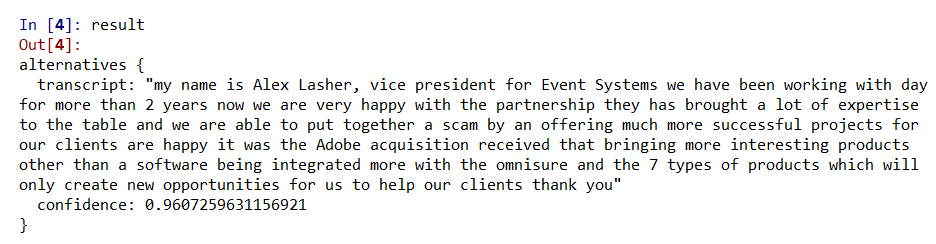 In [4]: result
Out[4]:
alternatives {
  transcript: "my name is Alex Lasher, vice president for Event Systems we have been working with day
for more than 2 years now we are very happy with the partnership they has brought a lot of expertise
to the table and we are able to put together a scam by an offering much more successful projects for
our clients are happy it was the Adobe acquisition received that bringing more interesting products
other than a software being integrated more with the omnisure and the 7 types of products which will
only create new opportunities for us to help our clients thank you"
  confidence: 0.9607259631156921
}